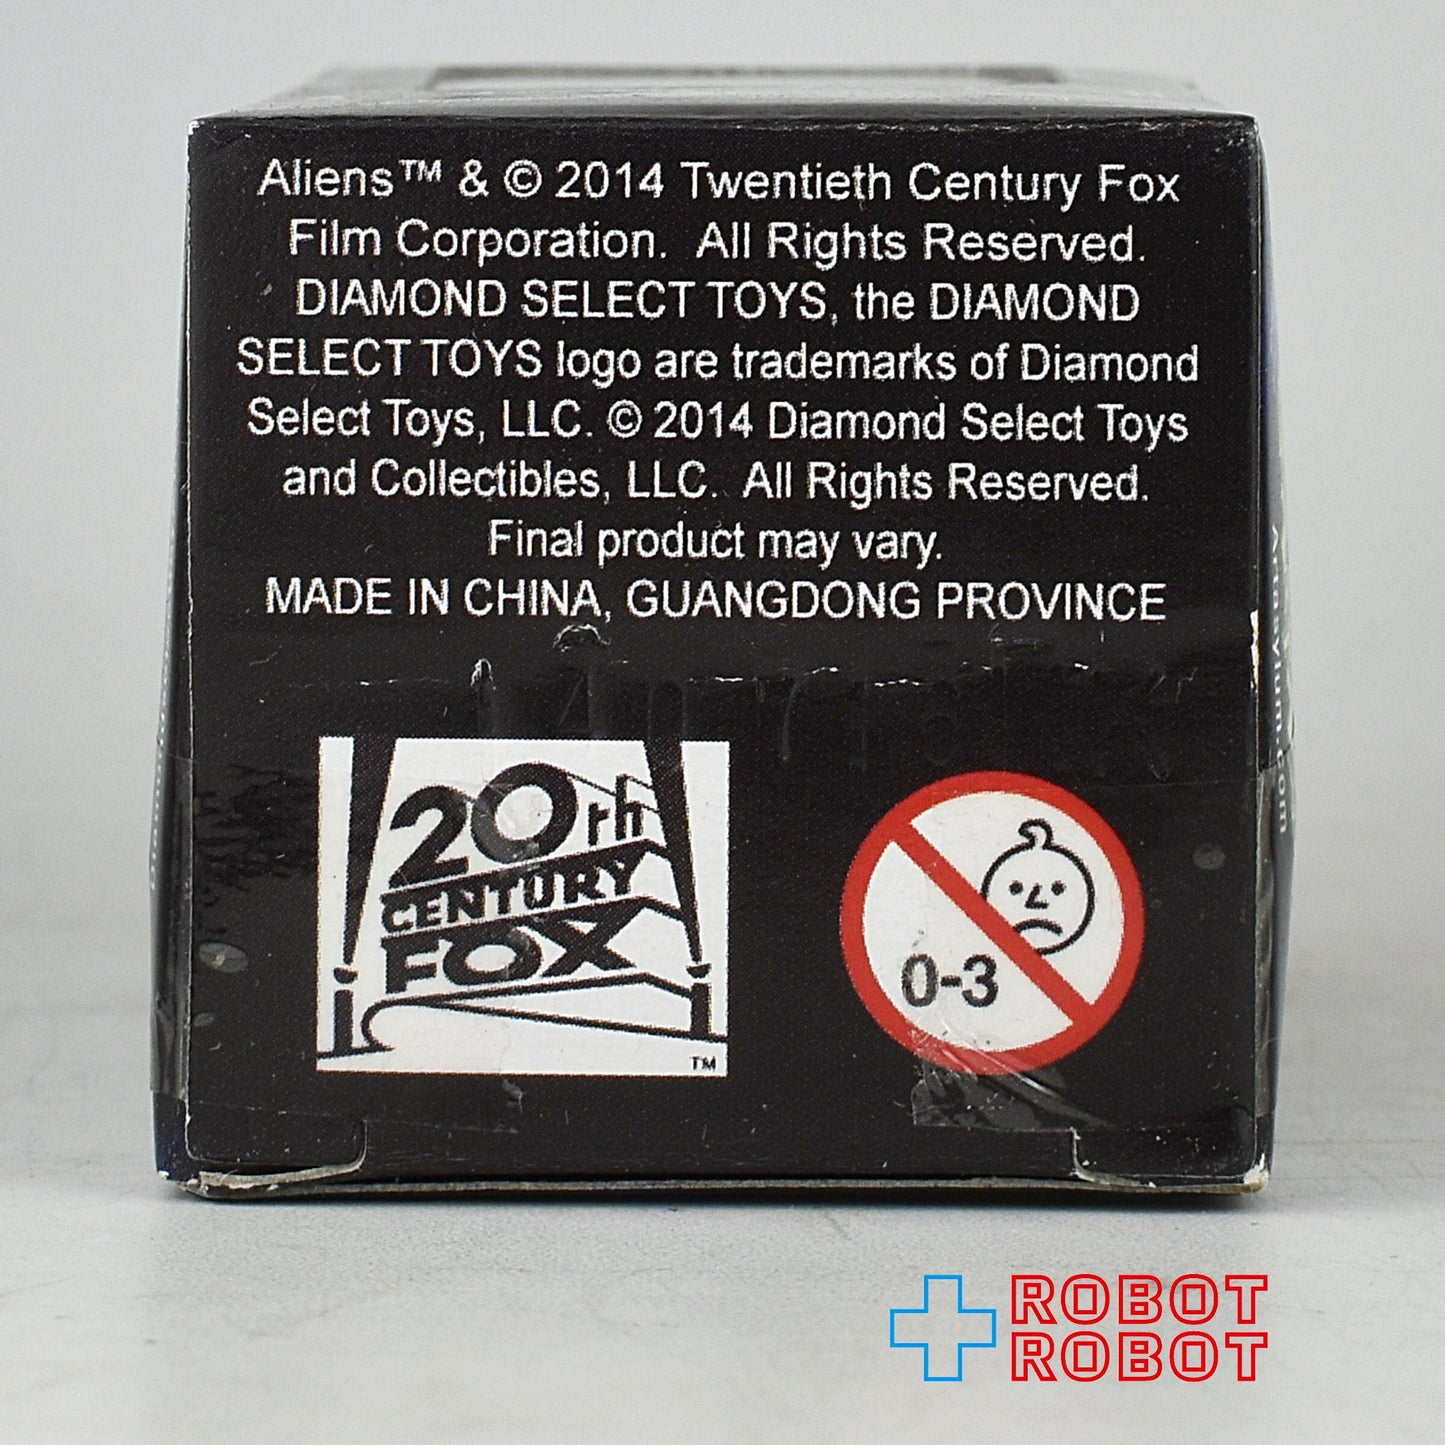 Aliens™ & © 2014 Twentieth Century Fox
Film Corporation. All Rights Reserved.
DIAMOND SELECT TOYS, the DIAMOND
SELECT TOYS logo are trademarks of Diamond
Select Toys, LLC. © 2014 Diamond Select Toys
and Collectibles, LLC. All Rights Reserved.
Final product may vary.
MADE IN CHINA, GUANGDONG PROVINCE
20th
CENTURY
FOX
TM
0-3
ROBOT
ROBOT